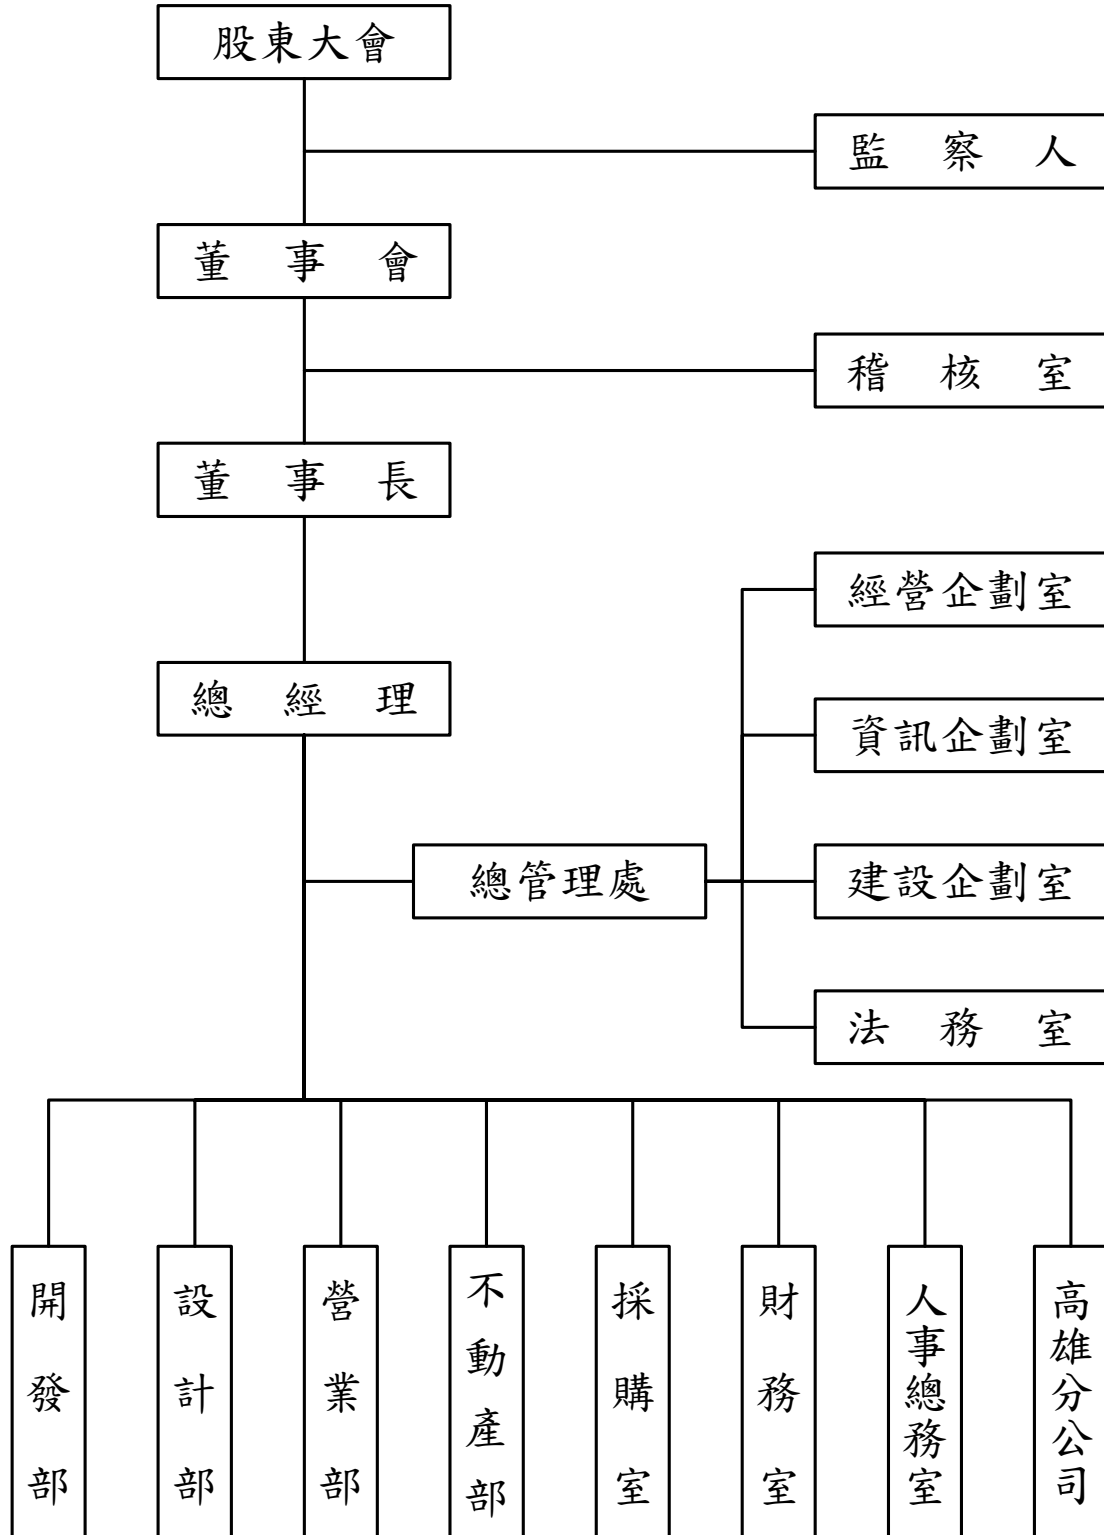 股東大會
監察人
董事會
稽核室
董事長
經營企劃室
總經理
資訊企劃室
總管理處
建設企劃室
法務室
開發部
設計部
營業部
不動產部
採購室
財務室
人事總務室
高雄分公司